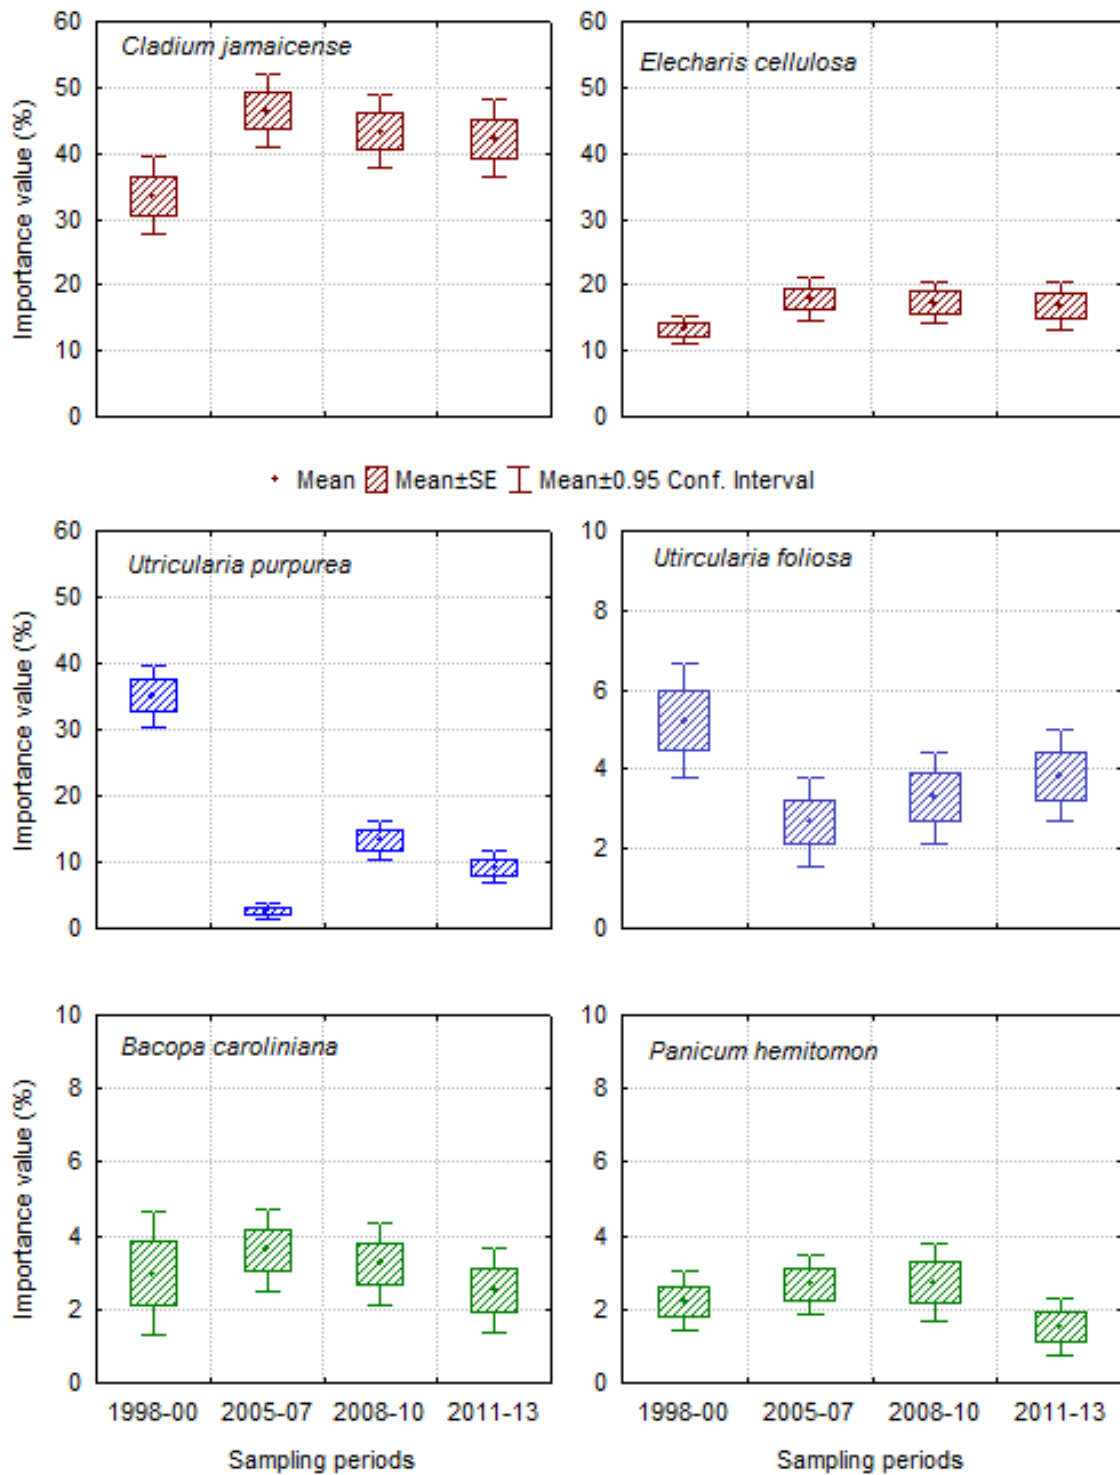 Cladium jamaicense
Elecharis cellulosa
Importance value (%)
60
50
40
30
20
10
0
60
50
40
30
20
10
0
Mean Mean±SE Mean±0.95 Conf. Interval
Utricularia purpurea
Utircularia foliosa
Importance value (%)
60
50
40
30
20
10
0
10
8
6
4
2
0
Bacopa caroliniana
Panicum hemitomon
Importance value (%)
10
8
6
4
2
0
10
8
6
4
2
0
1998-00 2005-07 2008-10 2011-13
1998-00 2005-07 2008-10 2011-13
Sampling periods
Sampling periods